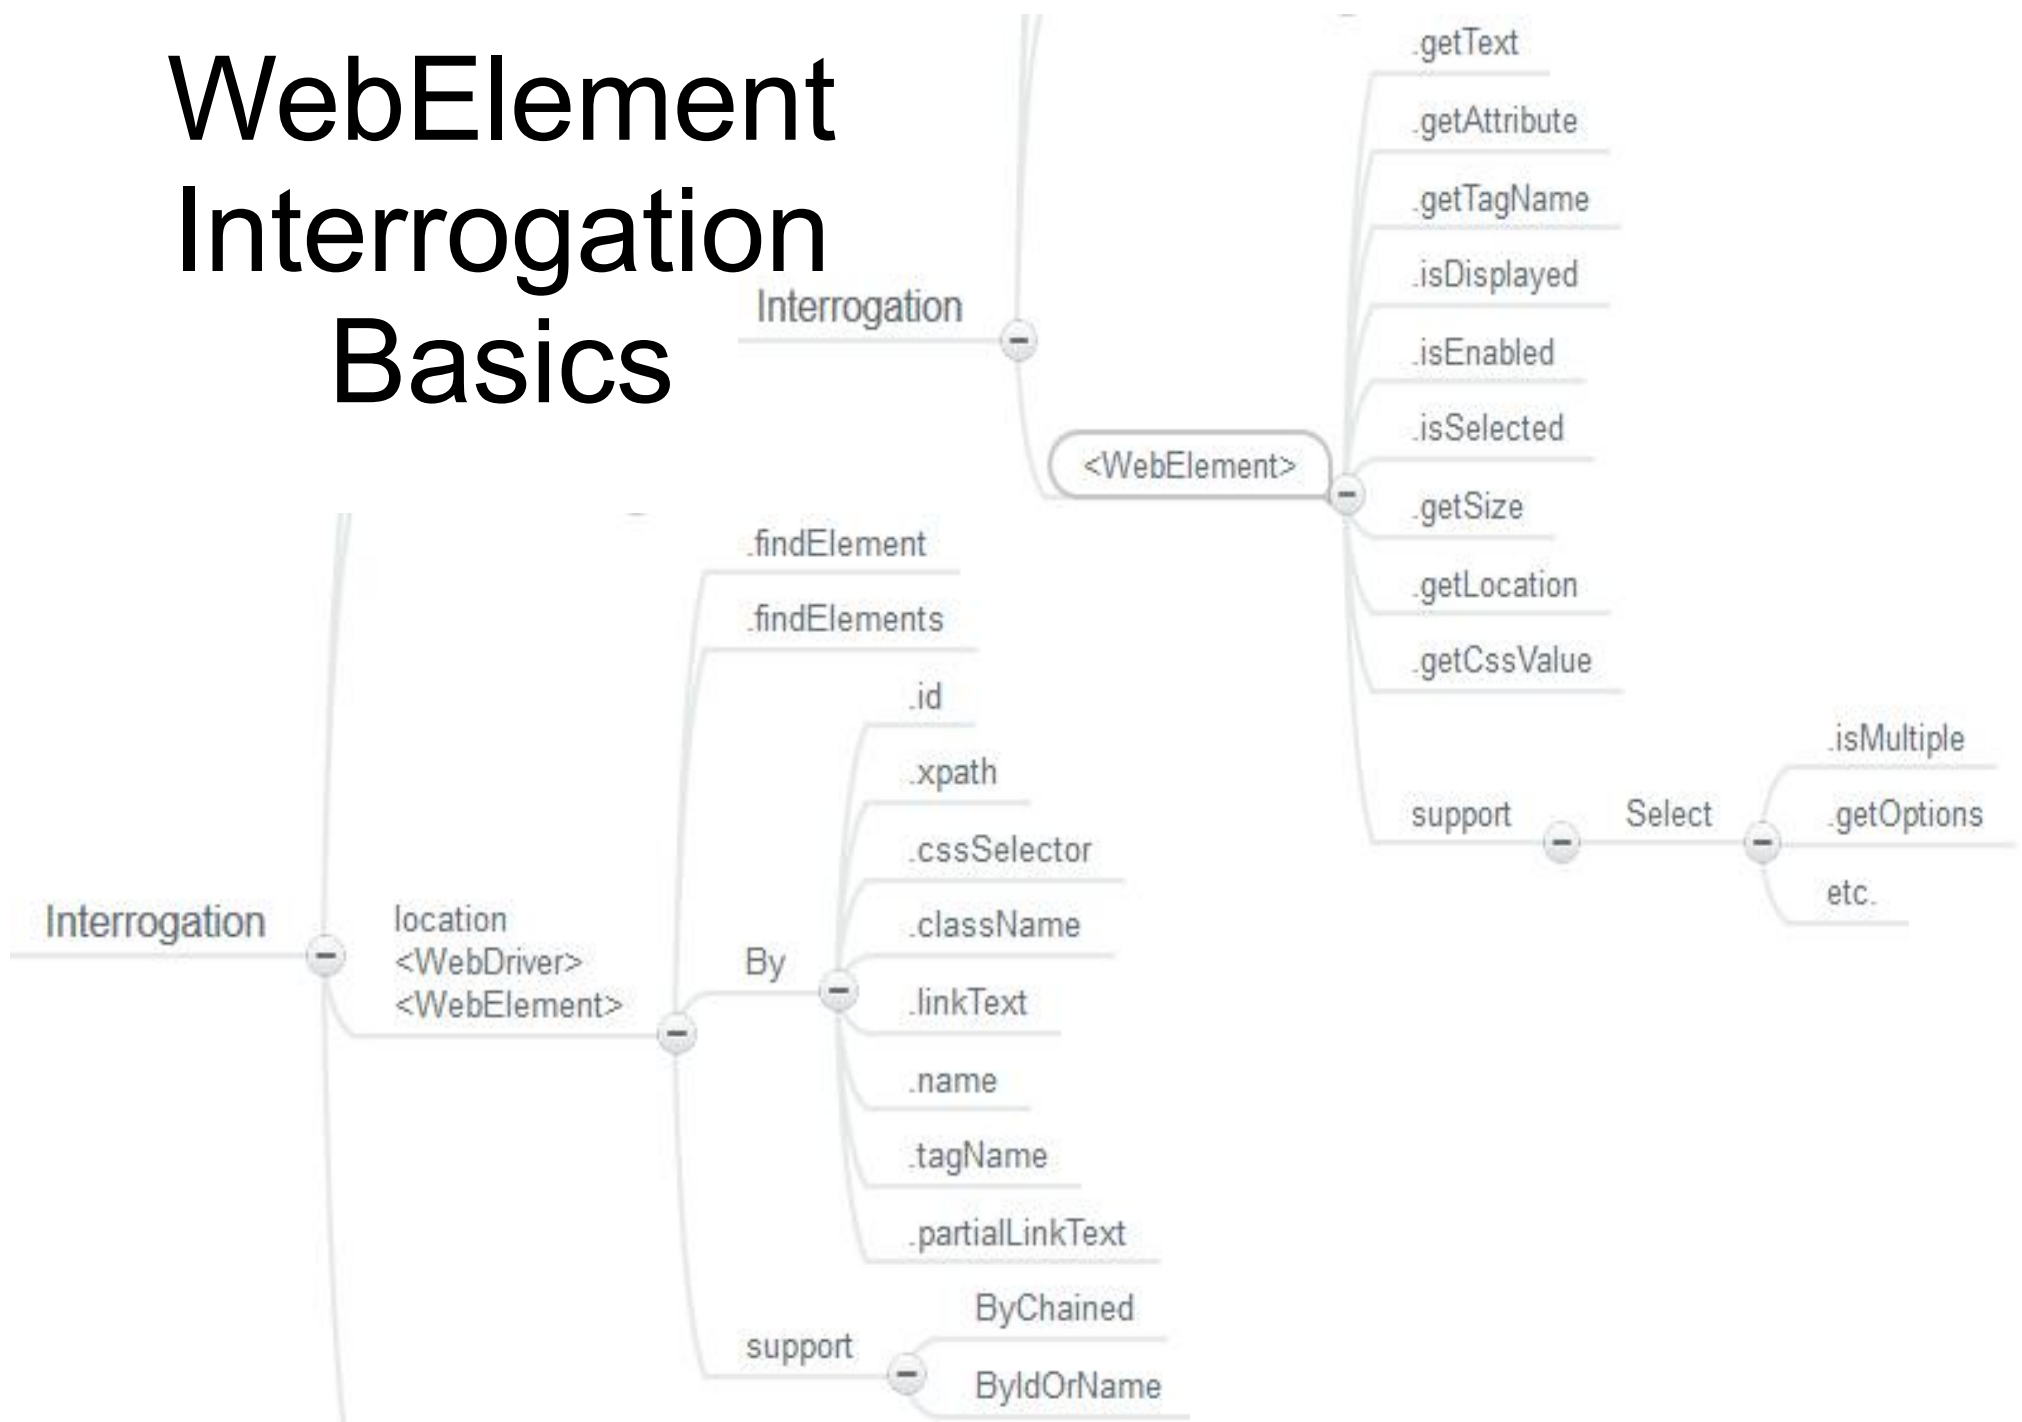 WebElement
Interrogation
Basics
Interrogation
<WebElement>
.getText
.getAttribute
.getTagName
.isDisplayed
.isEnabled
.isSelected
.getSize
.getLocation
.getCssValue
support
Select
.isMultiple
.getOptions
etc.
Interrogation
location
<WebDriver>
<WebElement>
.findElement
.findElements
By
.id
.xpath
.cssSelector
.className
.linkText
.name
.tagName
.partialLinkText
support
ByChained
ByIdOrName